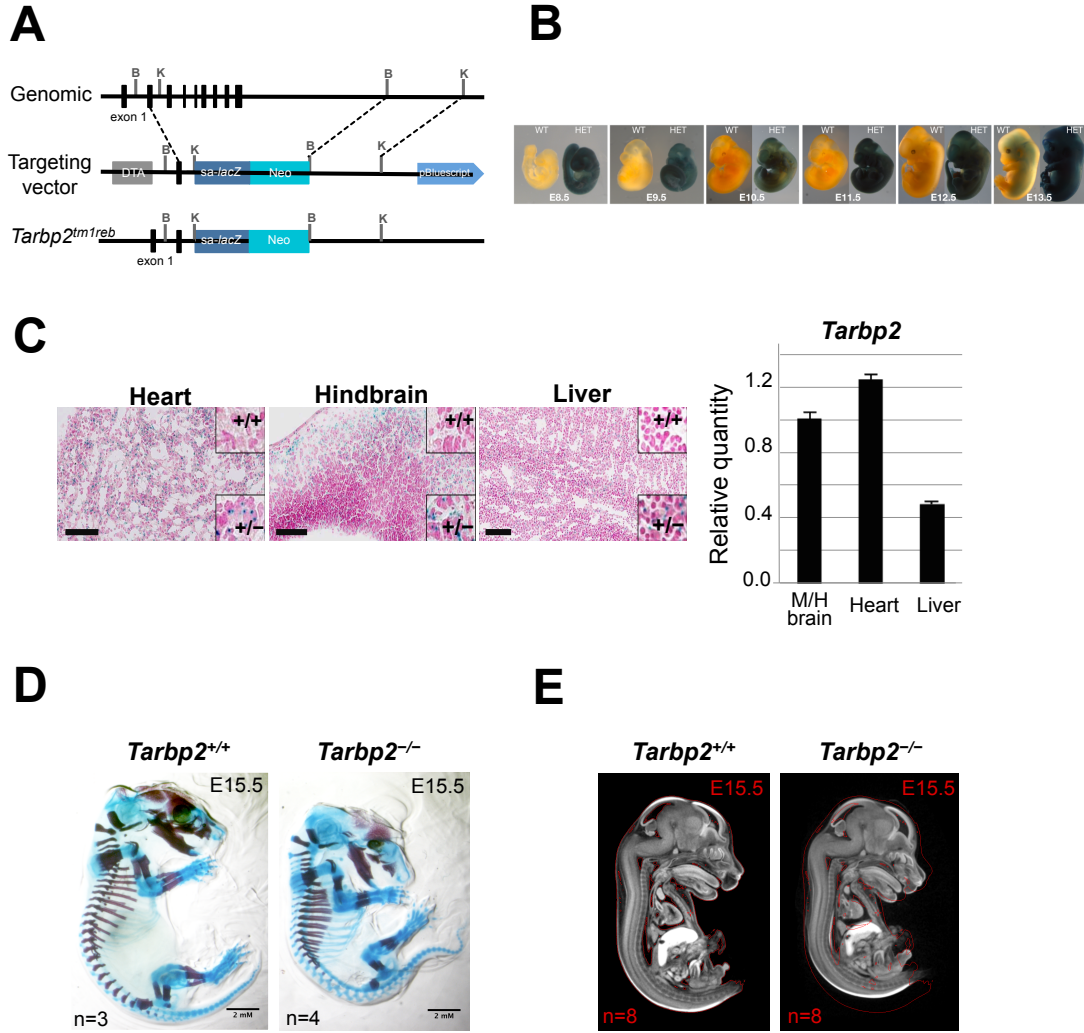 A
B K B K
Genomic
exon 1
B K B K
Targeting
vector
DTA sa-lacZ Neo pBluescript
B K B K
Tarbp2tm1reb
sa-lacZ Neo
exon 1
B
WT HET WT HET WT HET WT HET WT HET WT HET
E8.5 E9.5 E10.5 E11.5 E12.5 E13.5
C
Heart Hindbrain Liver
+/+ +/+ +/+
+/− +/− +/−
Tarbp2
Relative quantity
1.2
0.8
0.4
0.0
M/H
brain
Heart
Liver
D
Tarbp2+/+ Tarbp2−/−
E15.5 E15.5
2 mM 2 mM
n=3 n=4
E
Tarbp2+/+ Tarbp2−/−
E15.5 E15.5
n=8 n=8